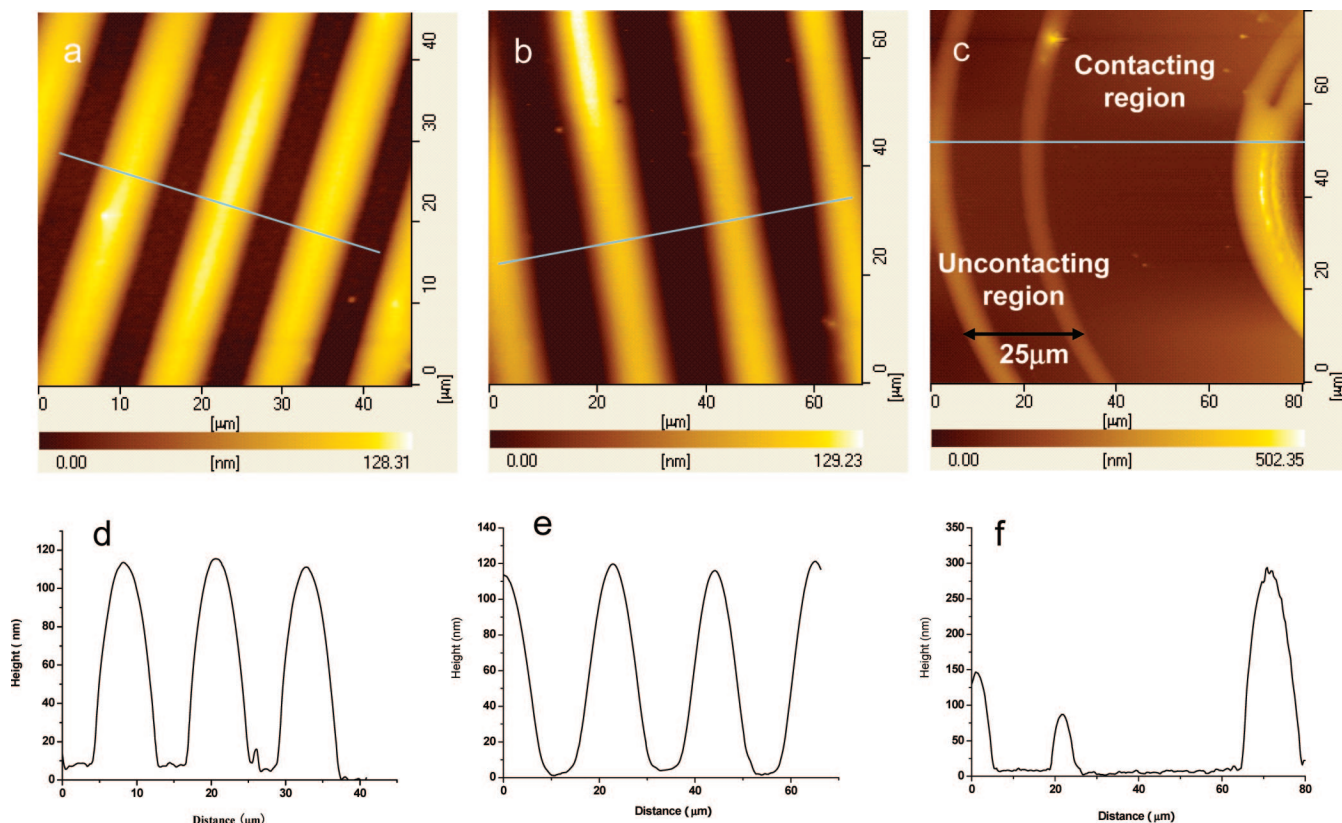 a
40
30
20
10
0
[μm]
0
10
20
30
40
[μm]
0.00
[nm]
128.31
b
60
40
20
0
[μm]
0
20
40
60
[μm]
0.00
[nm]
129.23
c
Contacting
region
Uncontacting
region
25μm
80
60
40
20
0
[μm]
0
20
40
60
80
[μm]
0.00
[nm]
502.35
d
120
100
80
60
40
20
0
Height ( nm)
0 10 20 30 40
Distance (μm)
e
140
120
100
80
60
40
20
0
Height (nm)
0 20 40 60
Distance ( μm)
f
350
300
250
200
150
100
50
0
Height (nm)
0 20 40 60 80
Distance ( μm)